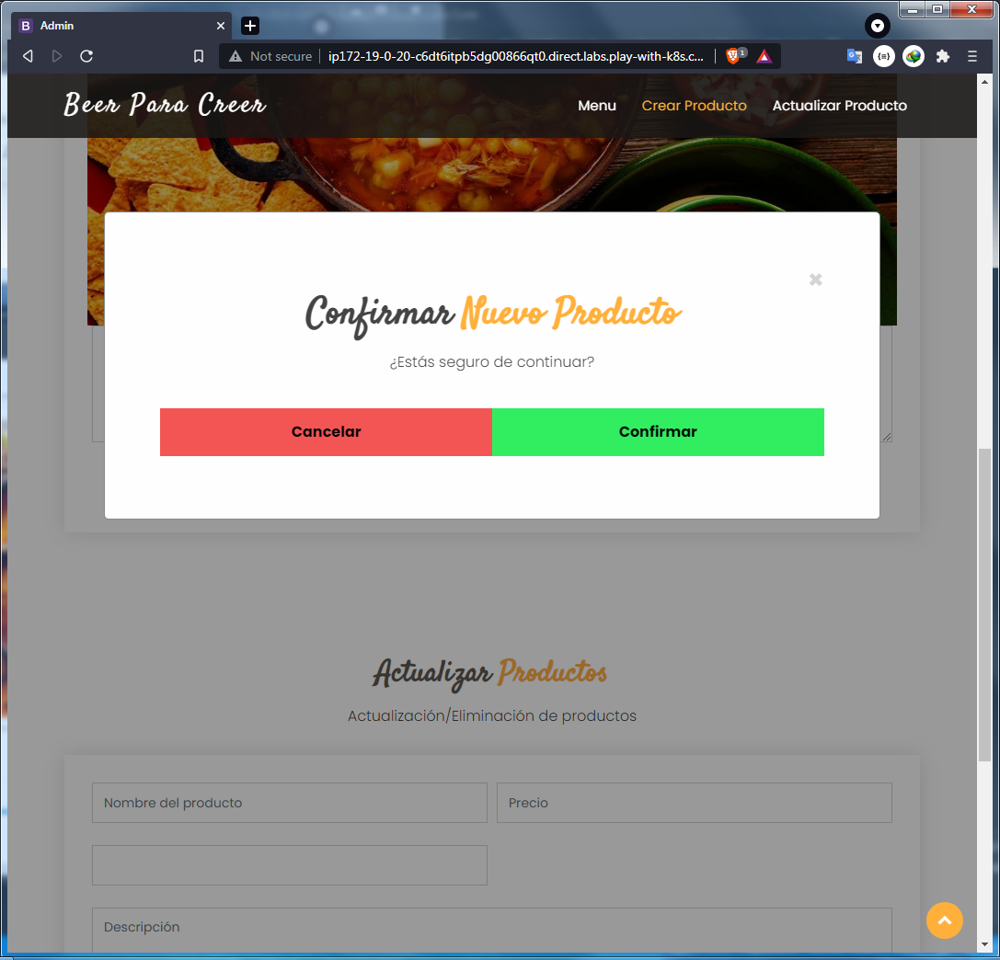 Admin
Not secure
ip172-19-0-20-c6dt6itpb5dg00866qt0.direct.labs.play-with-k8s.c...
1
Beer Para Creer
Menu
Crear Producto
Actualizar Producto
Confirmar Nuevo Producto
¿Estás seguro de continuar?
Cancelar
Confirmar
Actualizar Productos
Actualización/Eliminación de productos
Nombre del producto
Precio
Descripción